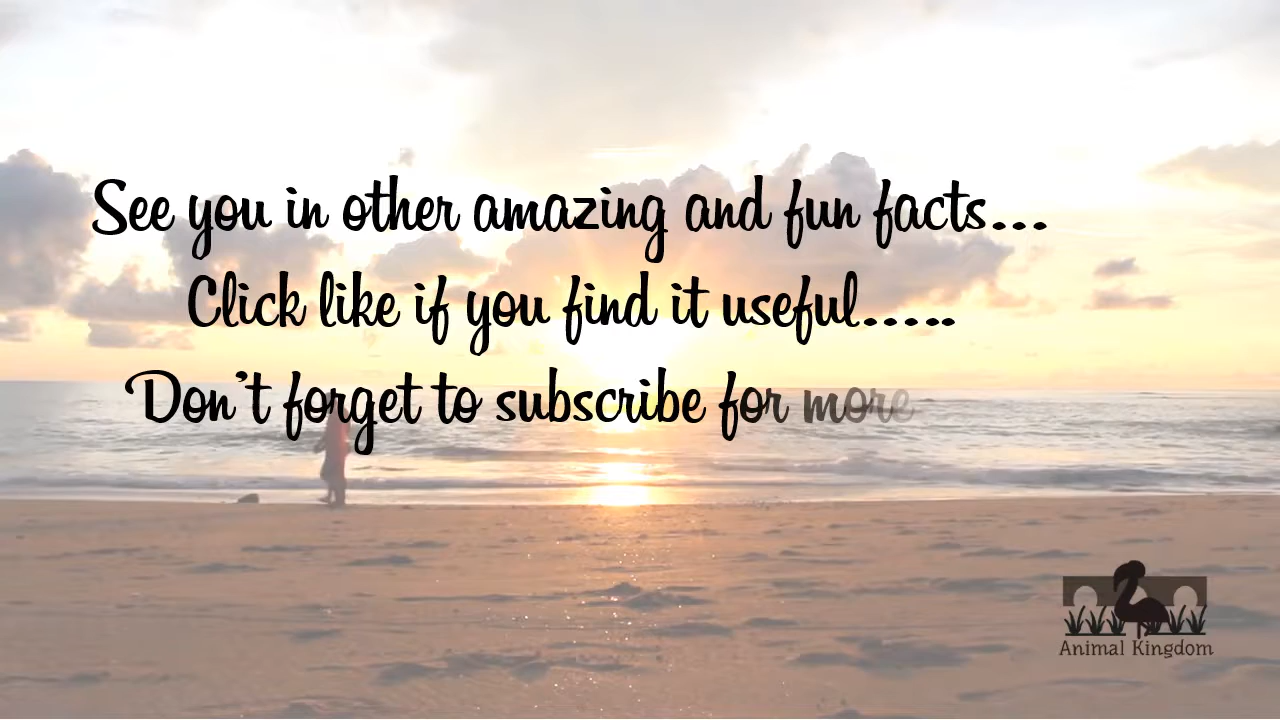 See you in other amazing and fun facts...
Click like if you find it useful.....
Don't forget to subscribe for more
Animal Kingdom